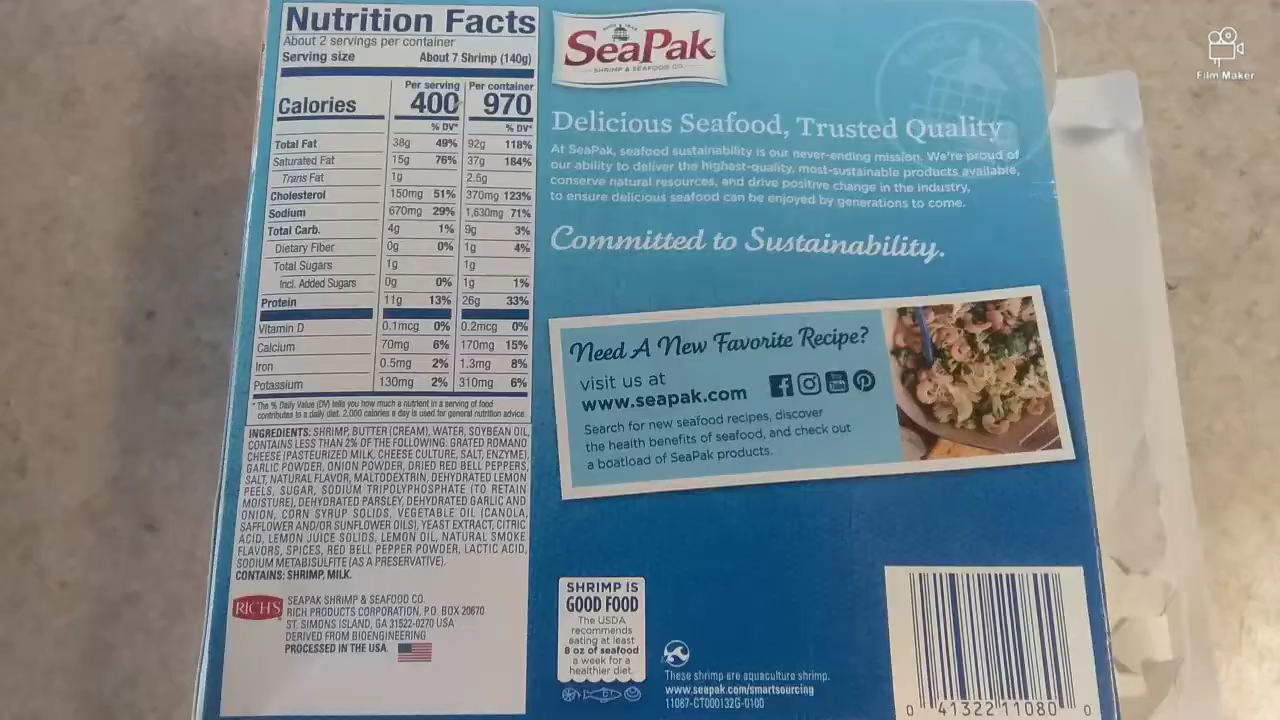 Nutrition Facts
About 2 servings per container
Serving size About 7 Shrimp (140g)
Per serving Per container
Calories 400 970
% DV* % DV*
Total Fat 38g 49% 92g 118%
Saturated Fat 15g 76% 37g 184%
Trans Fat 1g 2.5g
Cholesterol 150mg 51% 370mg 123%
Sodium 670mg 29% 1,630mg 71%
Total Carb. 4g 1% 9g 3%
Dietary Fiber 0g 0% 1g 4%
Total Sugars 1g 1g
Incl. Added Sugars 0g 0% 1g 1%
Protein 11g 13% 26g 33%
Vitamin D 0.1mcg 0% 0.2mcg 0%
Calcium 70mg 6% 170mg 15%
Iron 0.5mg 2% 1.3mg 8%
Potassium 130mg 2% 310mg 6%
* The % Daily Value (DV) tells you how much a nutrient in a serving of food
contributes to a daily diet. 2,000 calories a day is used for general nutrition advice.
INGREDIENTS: SHRIMP, BUTTER (CREAM), WATER, SOYBEAN OIL,
CONTAINS LESS THAN 2% OF THE FOLLOWING: GRATED ROMANO
CHEESE (PASTEURIZED MILK, CHEESE CULTURE, SALT, ENZYME),
GARLIC POWDER, ONION POWDER, DRIED RED BELL PEPPERS,
SALT, NATURAL FLAVOR, MALTODEXTRIN, DEHYDRATED LEMON
PEELS, SUGAR, SODIUM TRIPOLYPHOSPHATE (TO RETAIN
MOISTURE), DEHYDRATED PARSLEY, DEHYDRATED GARLIC AND
ONION, CORN SYRUP SOLIDS, VEGETABLE OIL (CANOLA,
SAFFLOWER AND/OR SUNFLOWER OILS), YEAST EXTRACT, CITRIC
ACID, LEMON JUICE SOLIDS, LEMON OIL, NATURAL SMOKE
FLAVORS, SPICES, RED BELL PEPPER POWDER, LACTIC ACID,
SODIUM METABISULFITE (AS A PRESERVATIVE).
CONTAINS: SHRIMP, MILK.
RICH'S
SEAPAK SHRIMP & SEAFOOD CO.
RICH PRODUCTS CORPORATION, P.O. BOX 20670
ST. SIMONS ISLAND, GA 31522-0270 USA
DERIVED FROM BIOENGINEERING
PROCESSED IN THE USA.
SeaPak
SHRIMP & SEAFOOD CO.
Delicious Seafood, Trusted Quality
At SeaPak, seafood sustainability is our never-ending mission. We're proud of
our ability to deliver the highest-quality, most-sustainable products available,
conserve natural resources, and drive positive change in the industry,
to ensure delicious seafood can be enjoyed by generations to come.
Committed to Sustainability.
Need A New Favorite Recipe?
visit us at
www.seapak.com
Search for new seafood recipes, discover
the health benefits of seafood, and check out
a boatload of SeaPak products.
SHRIMP IS
GOOD FOOD
The USDA
recommends
eating at least
8 oz of seafood
a week for a
healthier diet.
These shrimp are aquaculture shrimp.
www.seapak.com/smartsourcing
11087-CT000132G-0100
0 41322 11080 0
Film Maker